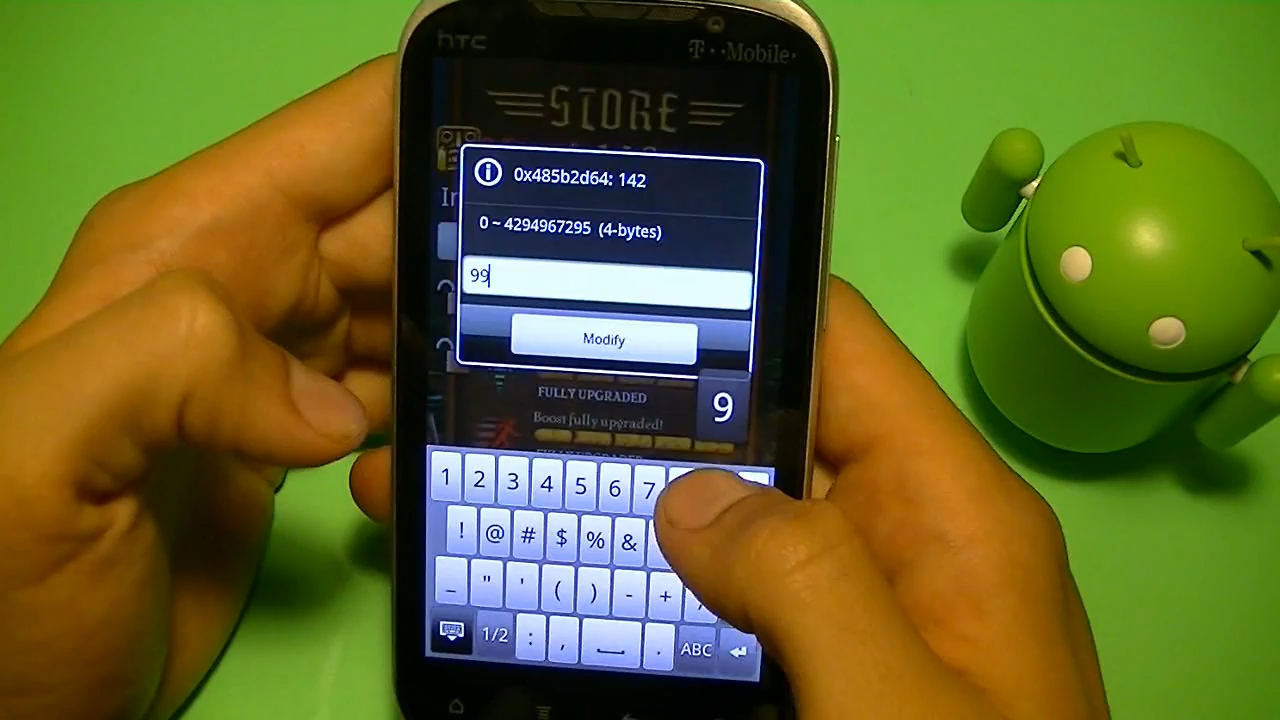 hTC
T··Mobile·
STORE
0x485b2d64: 142
0 ~ 4294967295 (4-bytes)
99
Modify
FULLY UPGRADED
9
Boost fully upgraded!
1 2 3 4 5 6 7
! @ # $ % &
_ " ' ( ) - +
1/2 : , . ABC